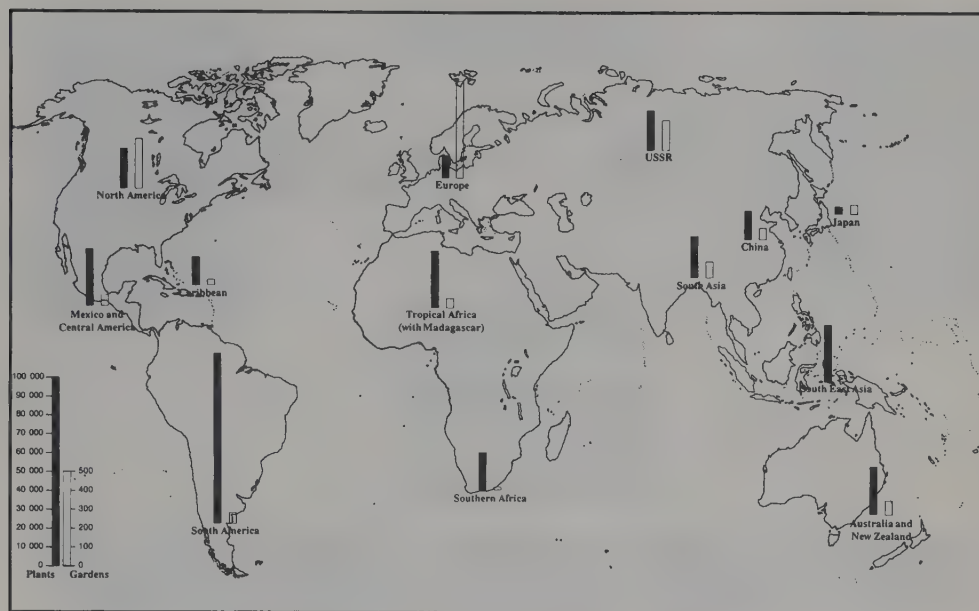 North America
Europe
USSR
Japan
China
South Asia
Caribbean
Mexico and
Central America
Tropical Africa
(with Madagascar)
South East Asia
South America
Southern Africa
Australia and
New Zealand
100 000
90 000
80 000
70 000
60 000
50 000
40 000
30 000
20 000
10 000
0
500
400
300
200
100
0
Plants Gardens